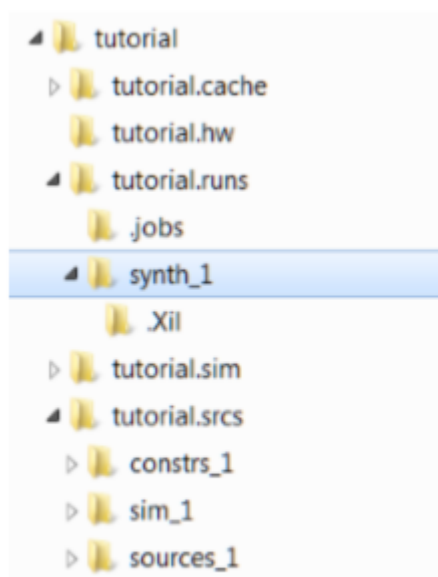 tutorial
tutorial.cache
tutorial.hw
tutorial.runs
.jobs
synth_1
.Xil
tutorial.sim
tutorial.srcs
constrs_1
sim_1
sources_1